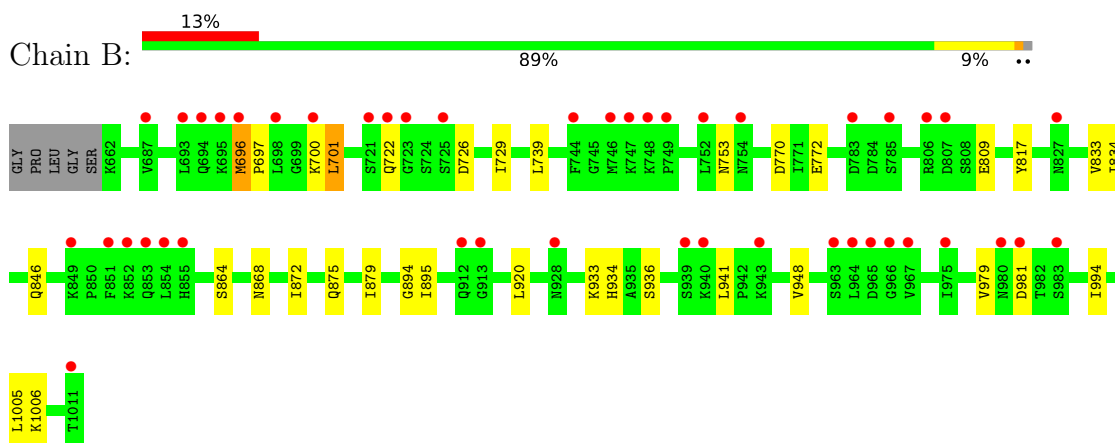 13%
Chain B:
89% 9% ••
GLY PRO LEU GLY SER K662 V687 L693 Q694 K695 M696 P697 L698 G699 K700 L701 S721 Q722 G723 S724 S725 D726 I729 L739 F744 G745 M746 K747 K748 P749 L752 N753 N754 D770 I771 E772 D783 D784 S785 R806 D807 S808 E809 Y817 N827 V833
Q846 K849 P850 F851 K852 Q853 L854 H855 S864 N868 I872 Q875 I879 G894 I895 Q912 G913 L920 N928 K933 H934 A935 S936 S939 K940 L941 P942 K943 V948 S963 L964 D965 G966 V967 I975 V979 N980 D981 T982 S983 I994
L1005 K1006 T1011